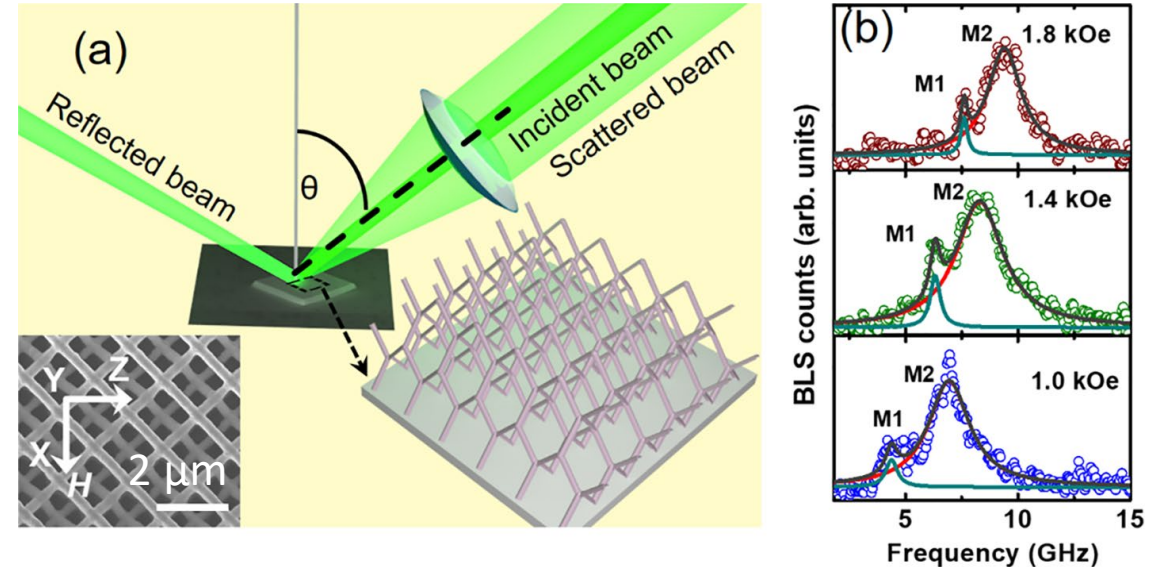 (a)
Reflected beam
θ
Incident beam
Scattered beam
Y
Z
X
H
2 μm
(b)
M2
1.8 kOe
M1
M2
1.4 kOe
M1
M2
1.0 kOe
M1
BLS counts (arb. units)
5
10
15
Frequency (GHz)